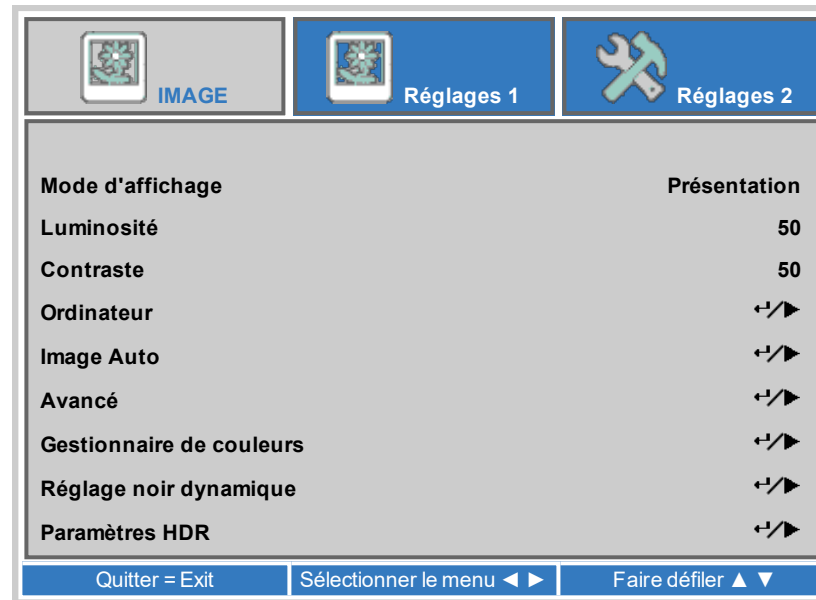 IMAGE
Réglages 1
Réglages 2
Mode d'affichage Présentation
Luminosité 50
Contraste 50
Ordinateur ↵/►
Image Auto ↵/►
Avancé ↵/►
Gestionnaire de couleurs ↵/►
Réglage noir dynamique ↵/►
Paramètres HDR ↵/►
Quitter = Exit
Sélectionner le menu ◄ ►
Faire défiler ▲ ▼